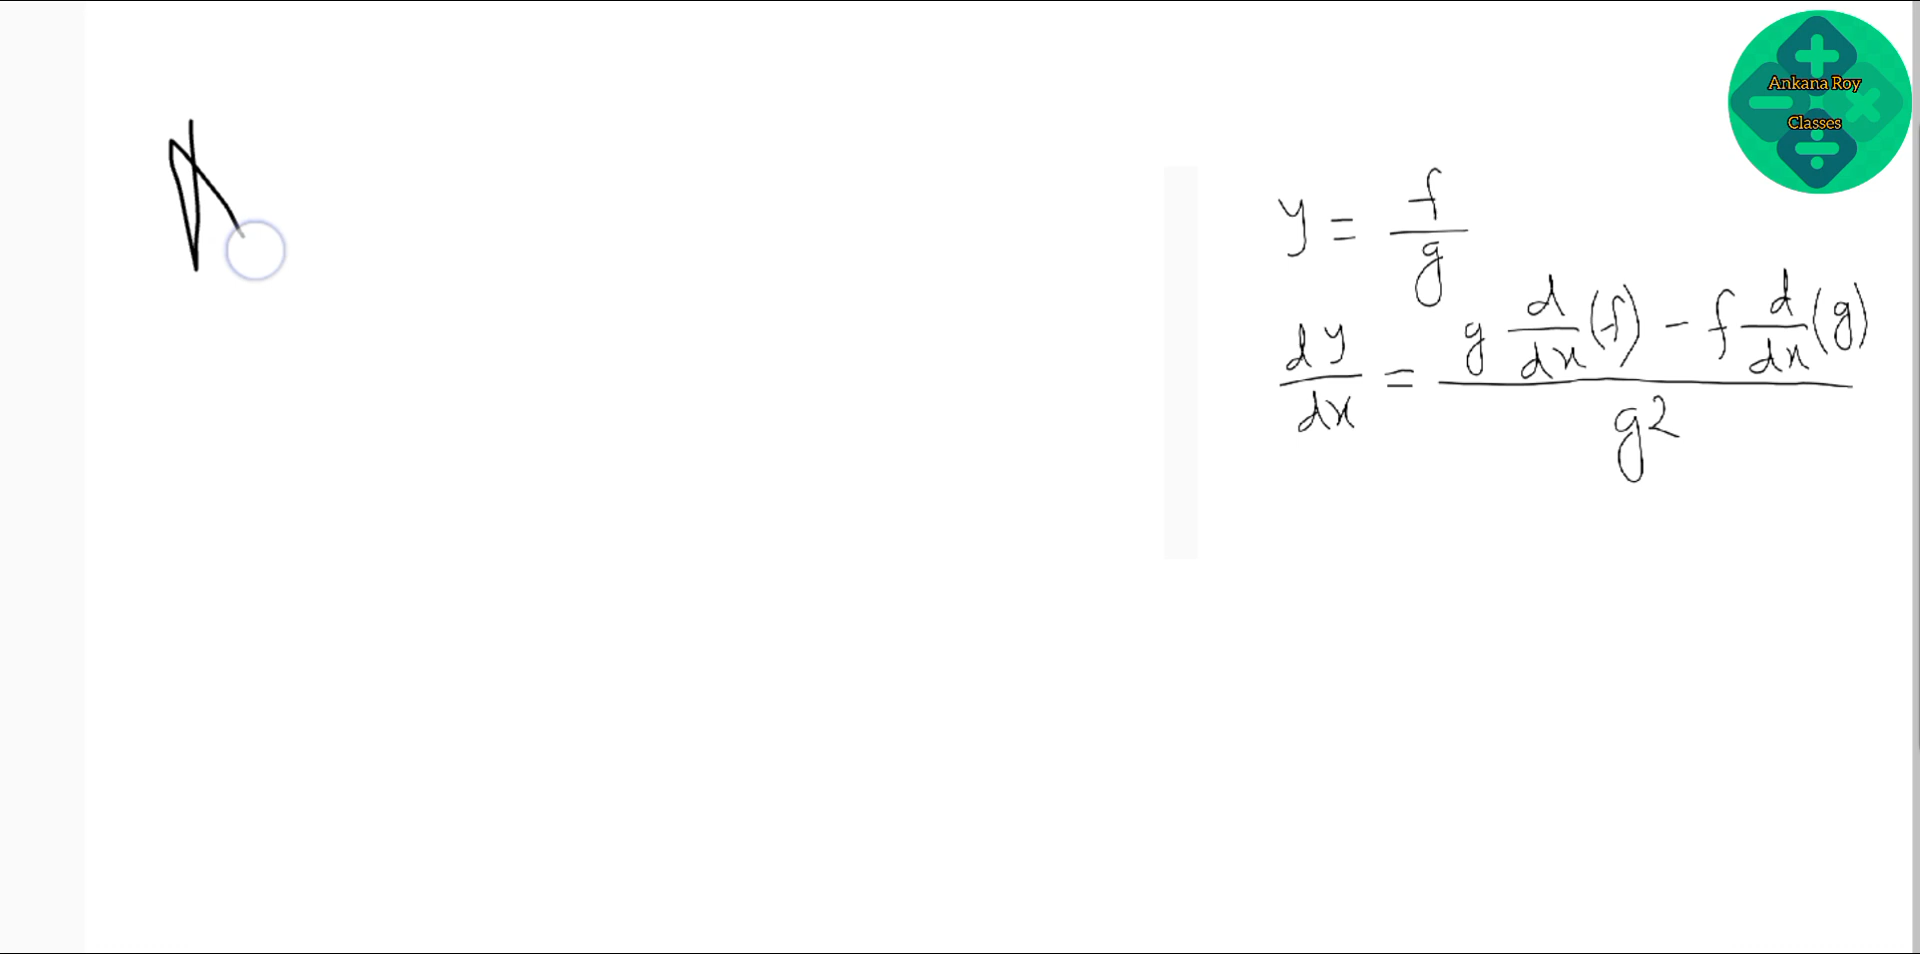 Ankana Roy
Classes
y = f/g
dy/dx = (g d/dx (f) - f d/dx (g))/g²